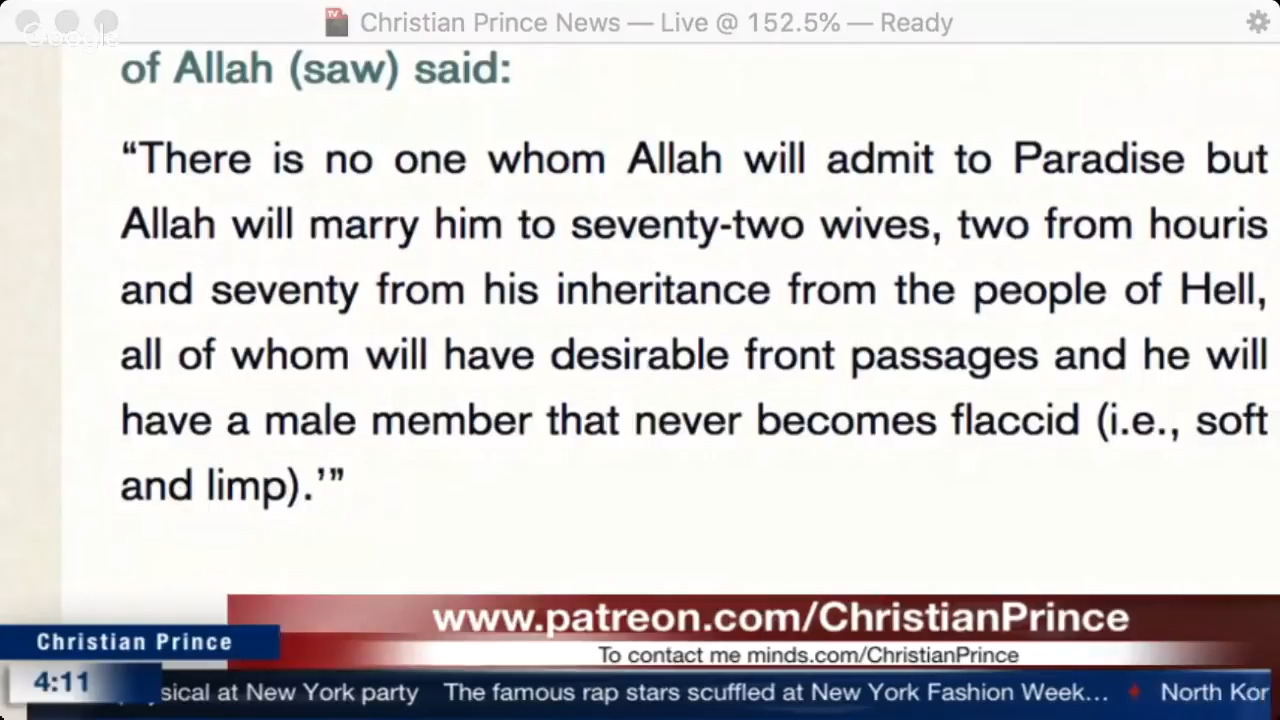 Christian Prince News — Live @ 152.5% — Ready
Google
of Allah (saw) said:
“There is no one whom Allah will admit to Paradise but
Allah will marry him to seventy-two wives, two from houris
and seventy from his inheritance from the people of Hell,
all of whom will have desirable front passages and he will
have a male member that never becomes flaccid (i.e., soft
and limp).’”
www.patreon.com/ChristianPrince
Christian Prince
To contact me minds.com/ChristianPrince
4:11
sical at New York party The famous rap stars scuffled at New York Fashion Week... North Kor